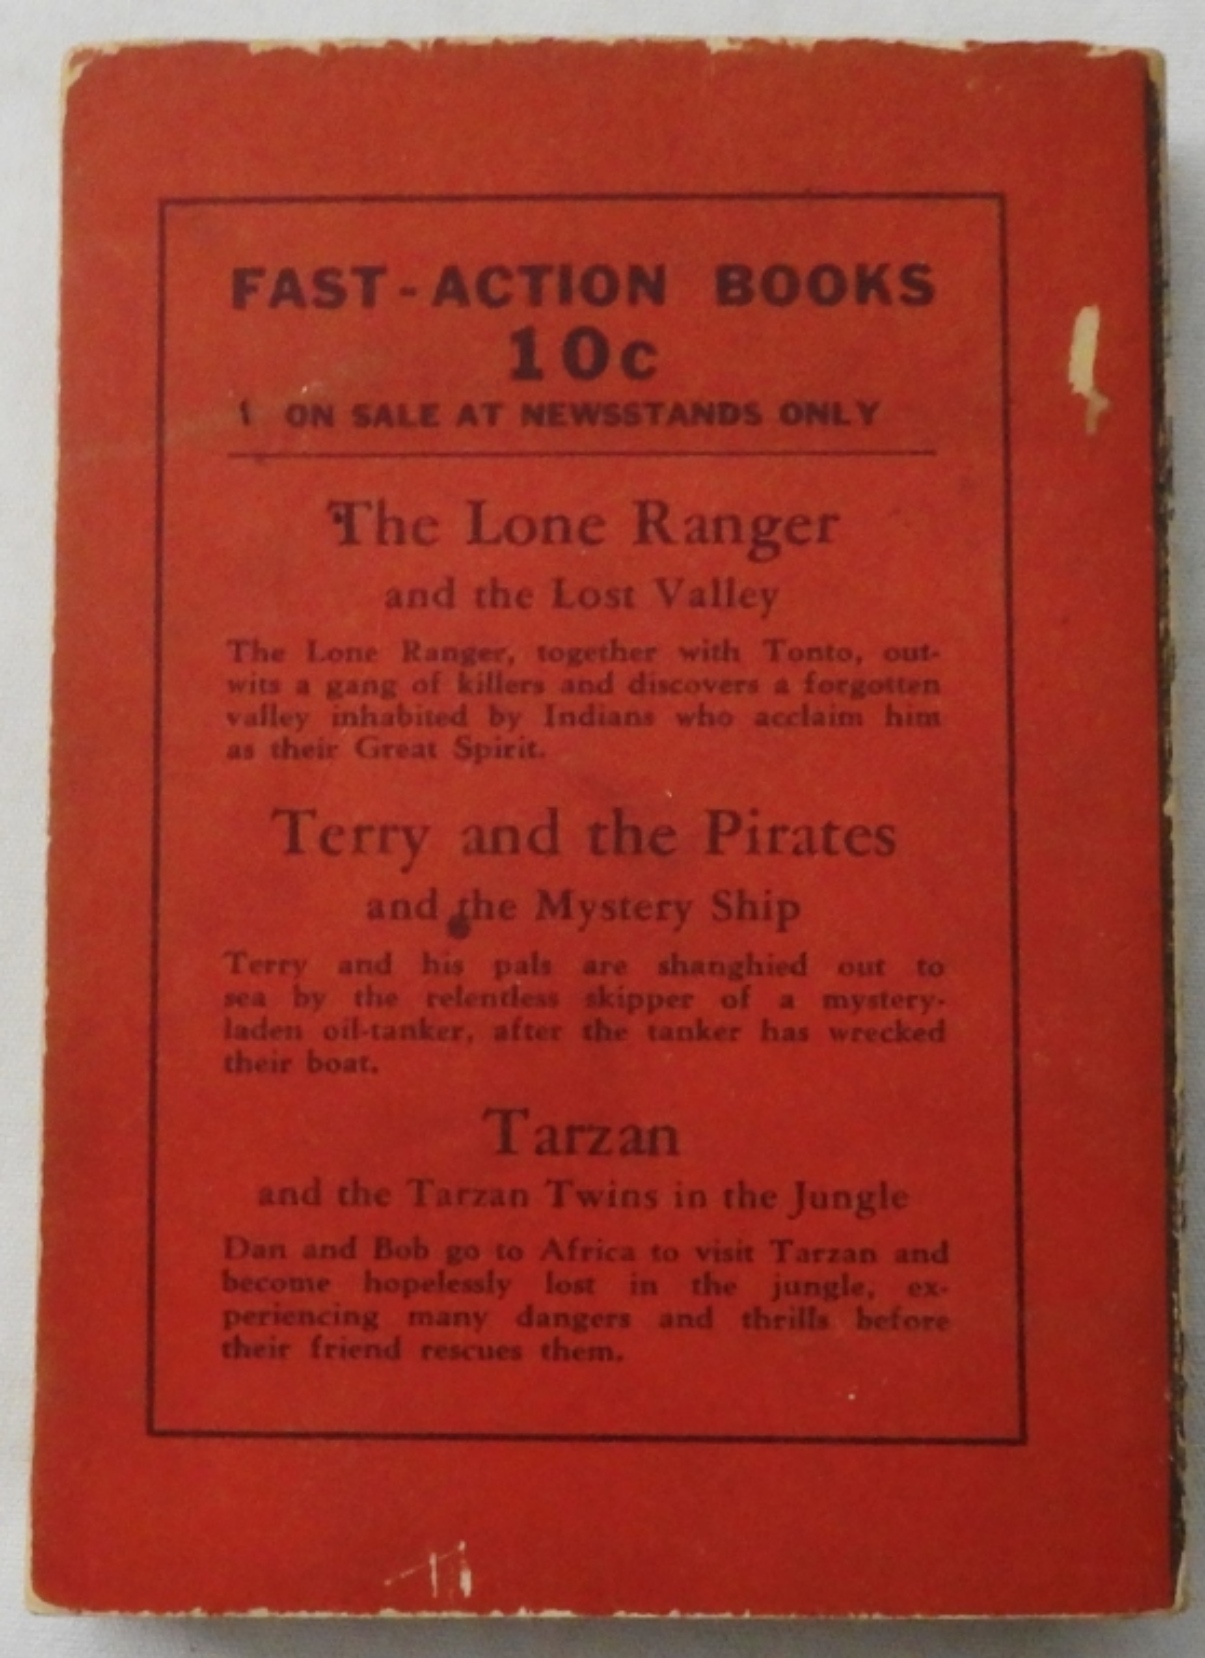 FAST-ACTION BOOKS
10c
ON SALE AT NEWSSTANDS ONLY
The Lone Ranger
and the Lost Valley
The Lone Ranger, together with Tonto, out-
wits a gang of killers and discovers a forgotten
valley inhabited by Indians who acclaim him
as their Great Spirit.
Terry and the Pirates
and the Mystery Ship
Terry and his pals are shanghied out to
sea by the relentless skipper of a mystery-
laden oil-tanker, after the tanker has wrecked
their boat.
Tarzan
and the Tarzan Twins in the Jungle
Dan and Bob go to Africa to visit Tarzan and
become hopelessly lost in the jungle, ex-
periencing many dangers and thrills before
their friend rescues them.